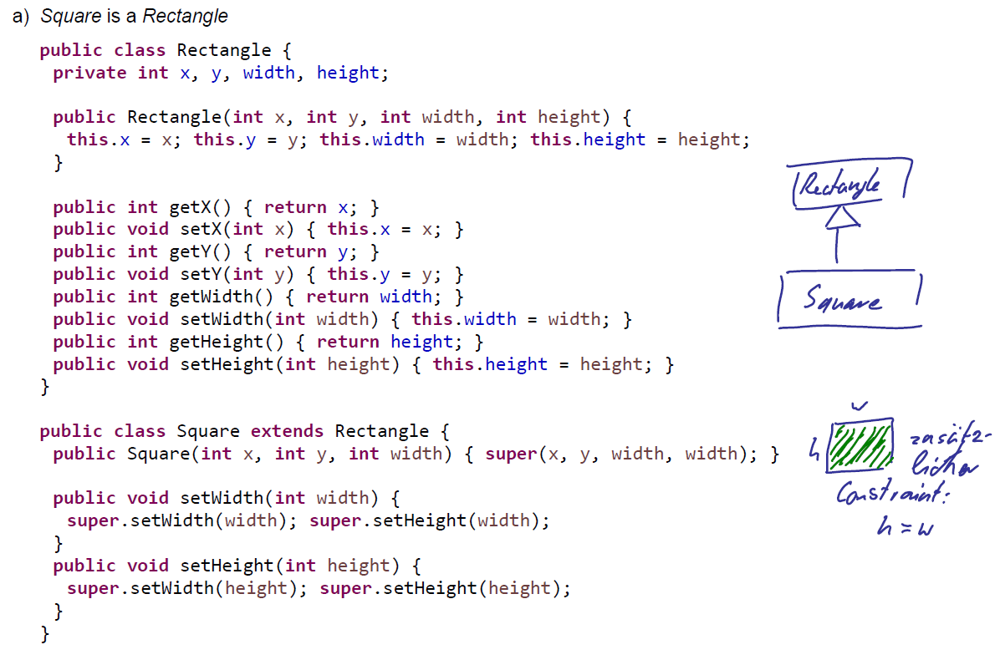 a) Square is a Rectangle
public class Rectangle {
private int x, y, width, height;
public Rectangle(int x, int y, int width, int height) {
this.x = x; this.y = y; this.width = width; this.height = height;
}
public int getX() { return x; }
public void setX(int x) { this.x = x; }
public int getY() { return y; }
public void setY(int y) { this.y = y; }
public int getWidth() { return width; }
public void setWidth(int width) { this.width = width; }
public int getHeight() { return height; }
public void setHeight(int height) { this.height = height; }
}
public class Square extends Rectangle {
public Square(int x, int y, int width) { super(x, y, width, width); }
public void setWidth(int width) {
super.setWidth(width); super.setHeight(width);
}
public void setHeight(int height) {
super.setWidth(height); super.setHeight(height);
}
}
Rectangle
Square
w
h
zusätz-
licher
Constraint:
h = w